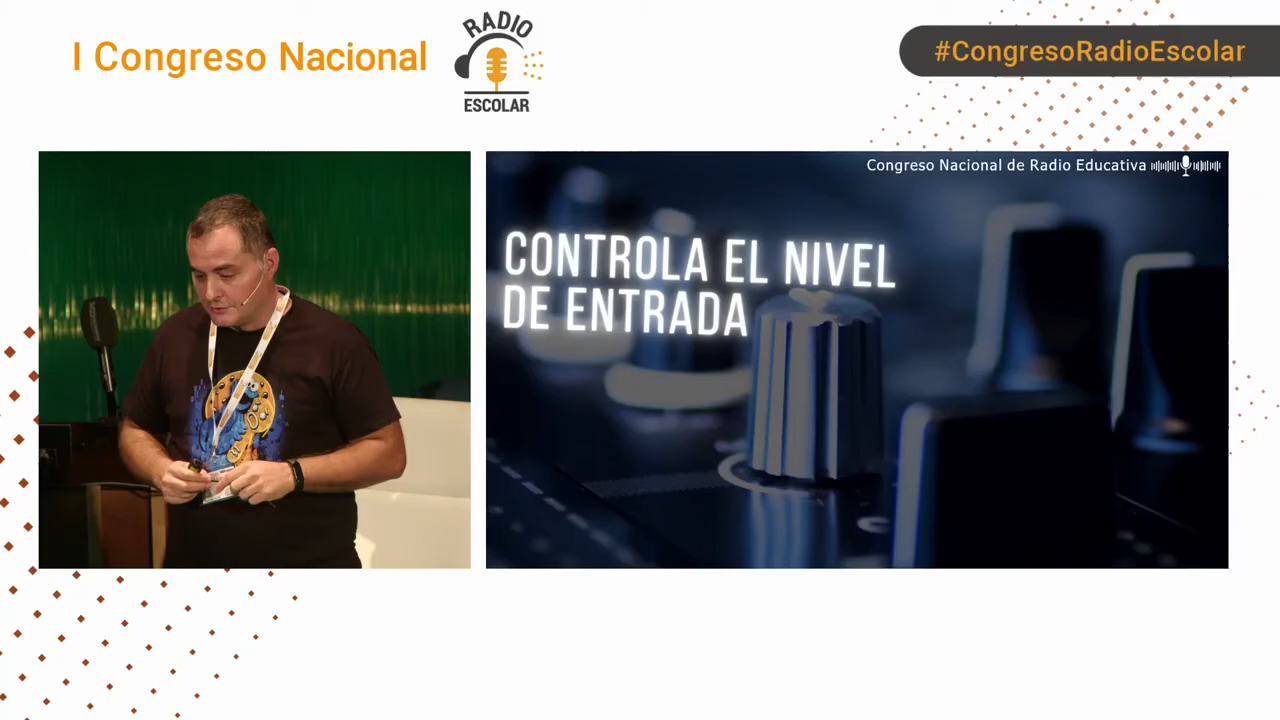 I Congreso Nacional
RADIO
ESCOLAR
#CongresoRadioEscolar
Congreso Nacional de Radio Educativa
CONTROLA EL NIVEL
DE ENTRADA